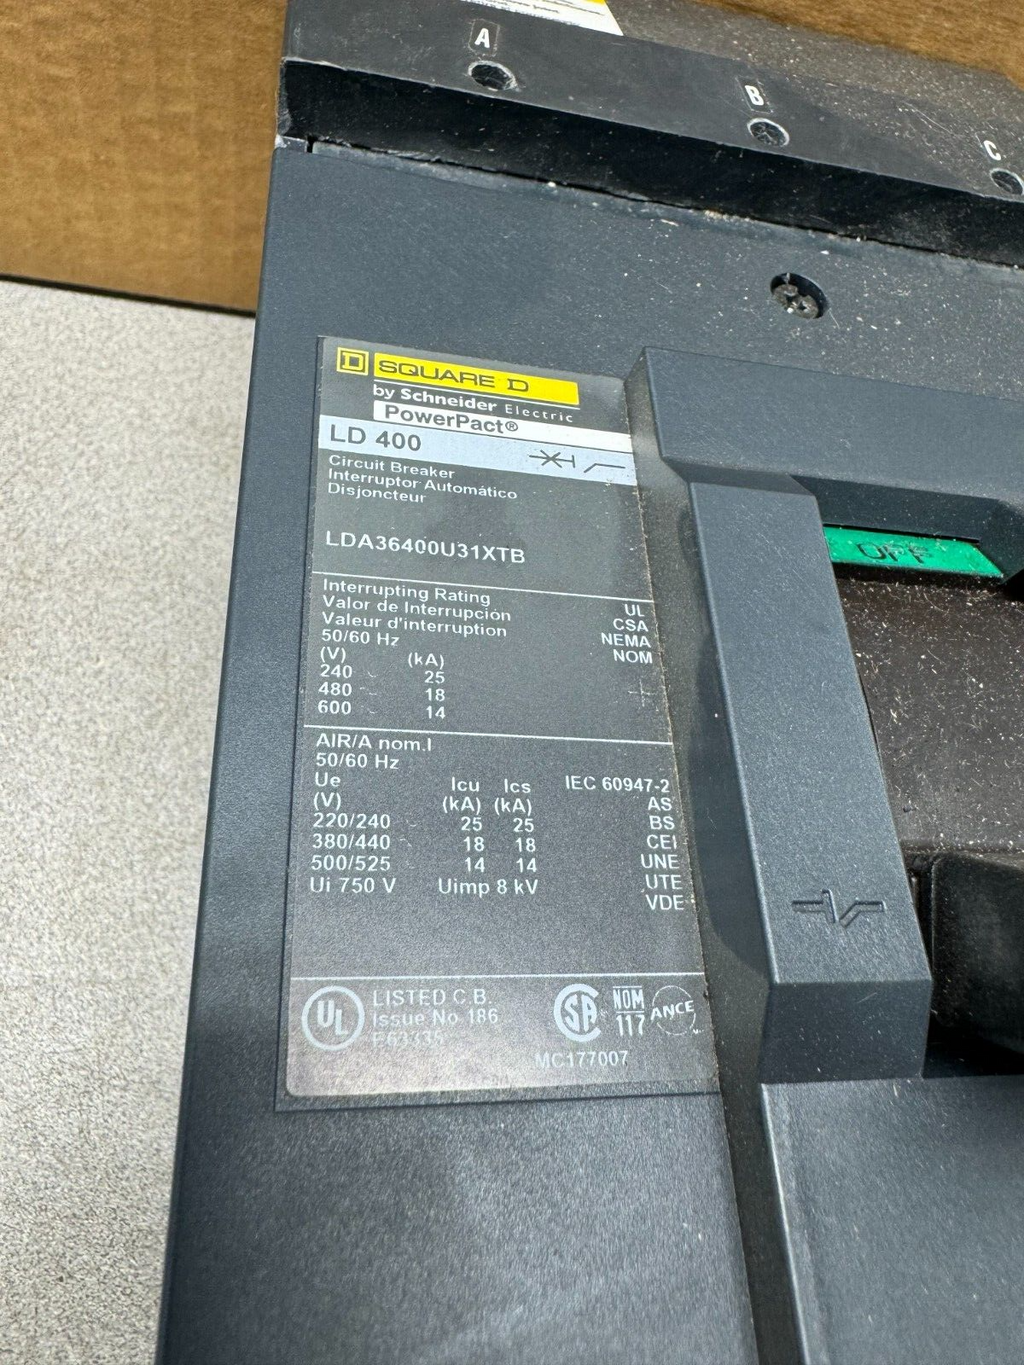 A
B
C
D SQUARE D
by Schneider Electric
PowerPact®
LD 400
Circuit Breaker
Interruptor Automático
Disjoncteur
LDA36400U31XTB
Interrupting Rating UL
Valor de Interrupción CSA
Valeur d'interruption NEMA
50/60 Hz NOM
(V) (kA)
240 ~ 25
480 ~ 18
600 ~ 14
AIR/A nom.I
50/60 Hz
Ue Icu Ics IEC 60947-2
(V) (kA) (kA) AS
220/240 ~ 25 25 BS
380/440 ~ 18 18 CEI
500/525 14 14 UNE
Ui 750 V Uimp 8 kV UTE
VDE
UL LISTED C.B.
Issue No 186
E63335
SA NOM 117 ANCE
MC177007
OFF